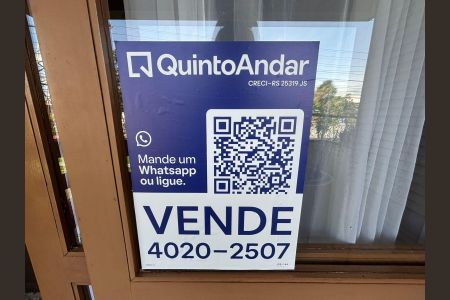 QuintoAndar
CRECI-RS 25319 JS
Mande um
Whatsapp
ou ligue.
VENDE
4020-2507